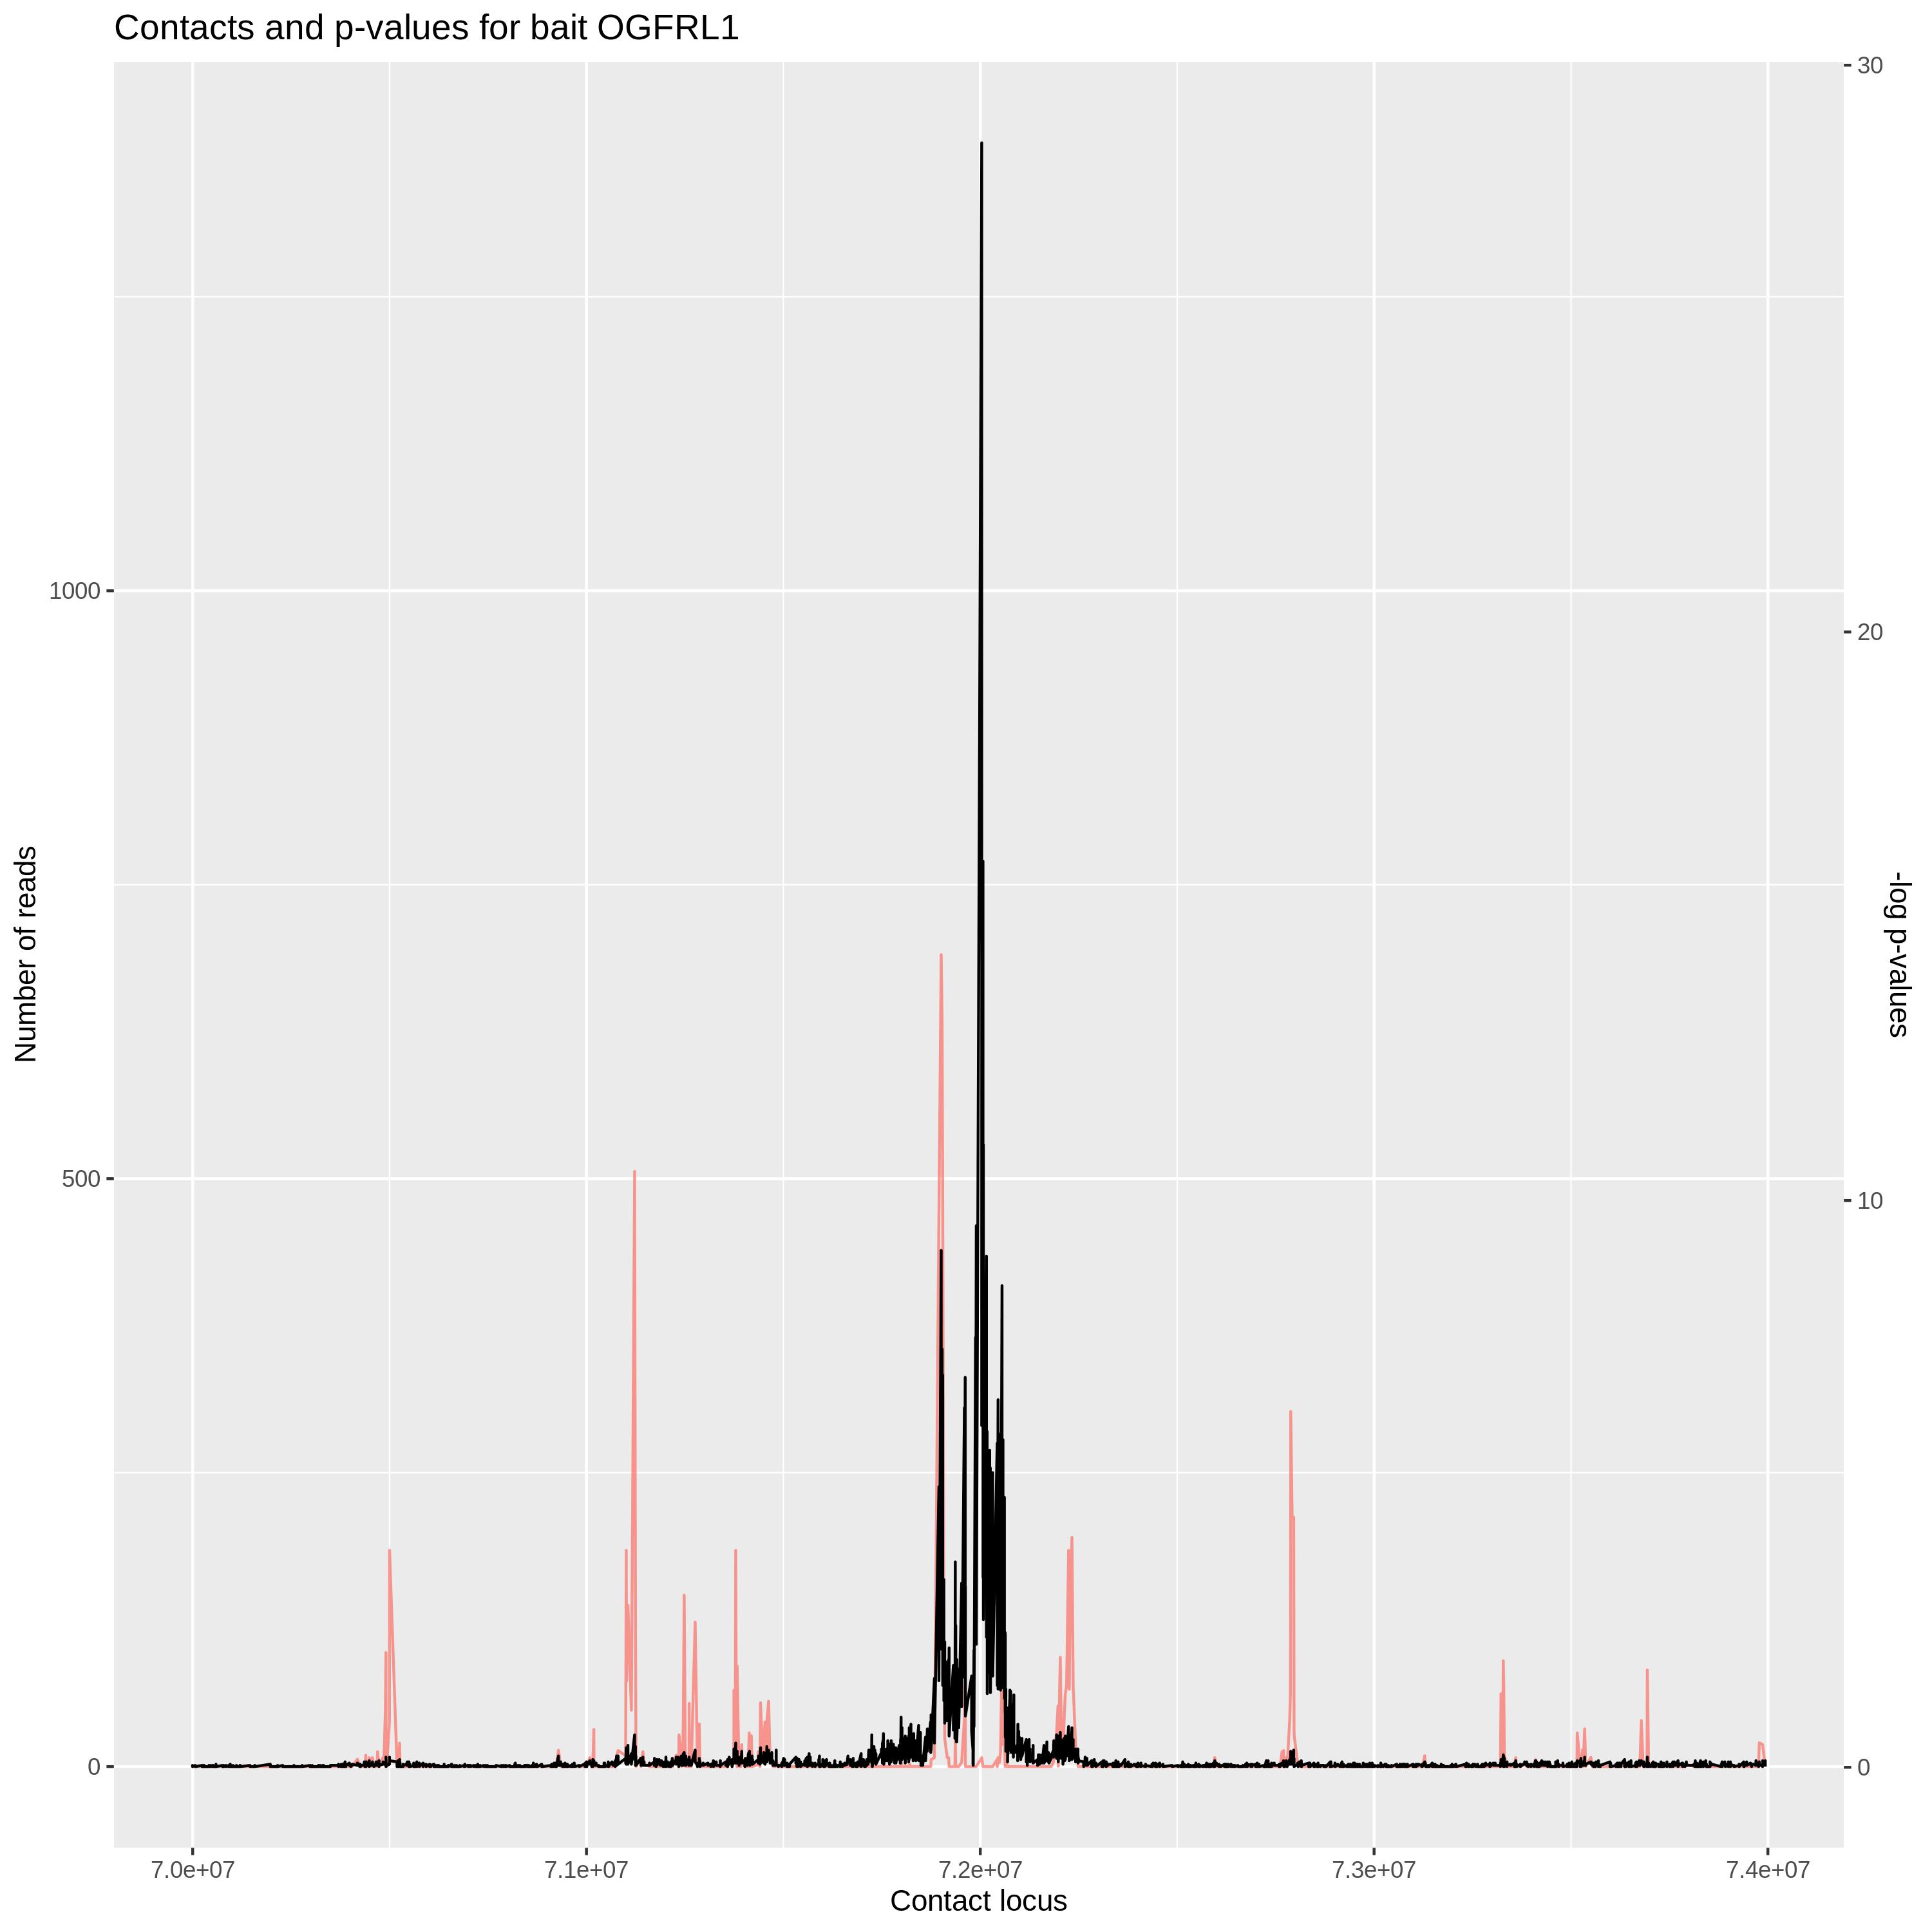 Contacts and p-values for bait OGFRL1
30
1000
20
Number of reads
-log p-values
500
10
0
0
7.0e+07
7.1e+07
7.2e+07
7.3e+07
7.4e+07
Contact locus